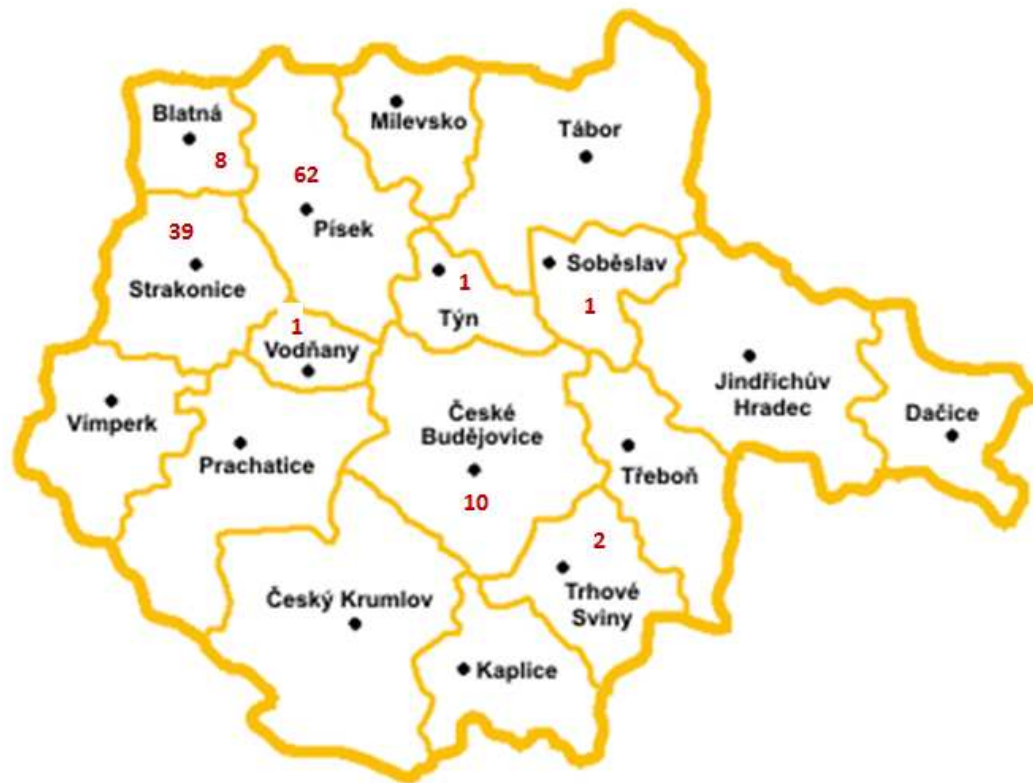 Blatná
8
Milevsko
Tábor
62
Písek
39
Strakonice
Soběslav
1
1
Týn
1
Vodňany
Vimperk
Prachatice
České
Budějovice
10
Jindřichův
Hradec
Dačice
Třeboň
2
Trhové
Sviny
Český Krumlov
Kaplice